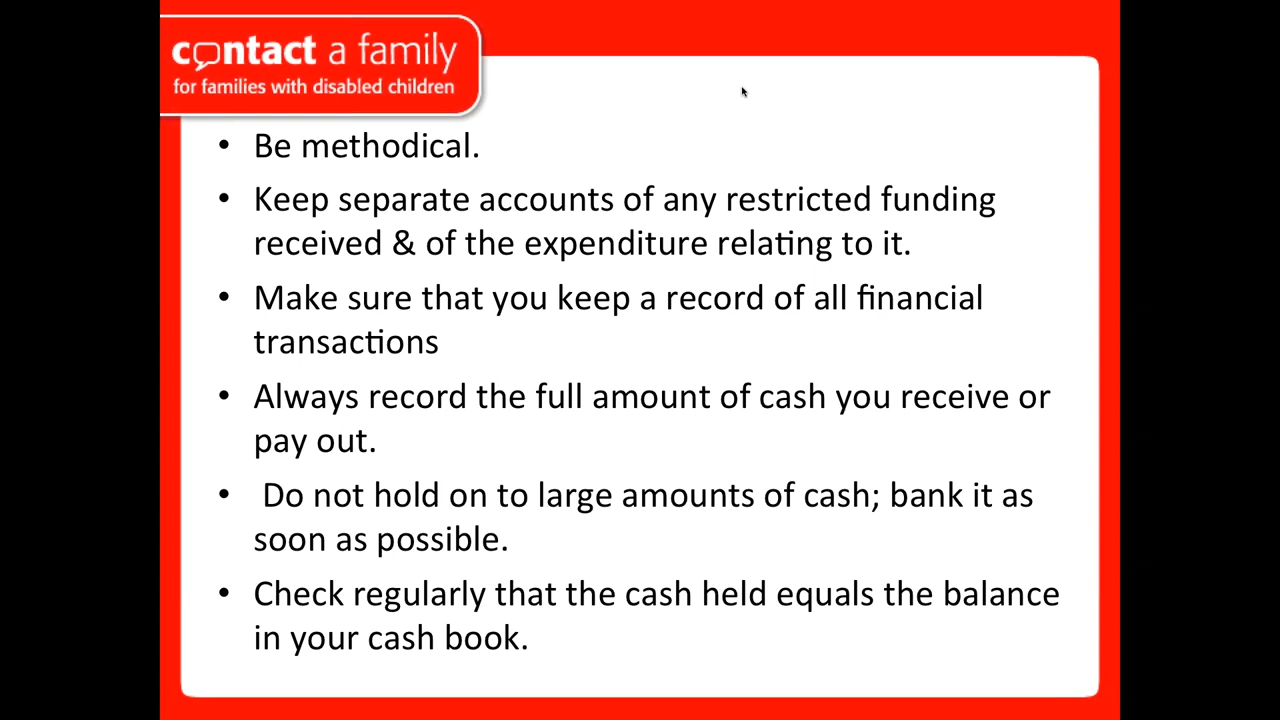 contact a family
for families with disabled children
• Be methodical.
• Keep separate accounts of any restricted funding
received & of the expenditure relating to it.
• Make sure that you keep a record of all financial
transactions
• Always record the full amount of cash you receive or
pay out.
• Do not hold on to large amounts of cash; bank it as
soon as possible.
• Check regularly that the cash held equals the balance
in your cash book.